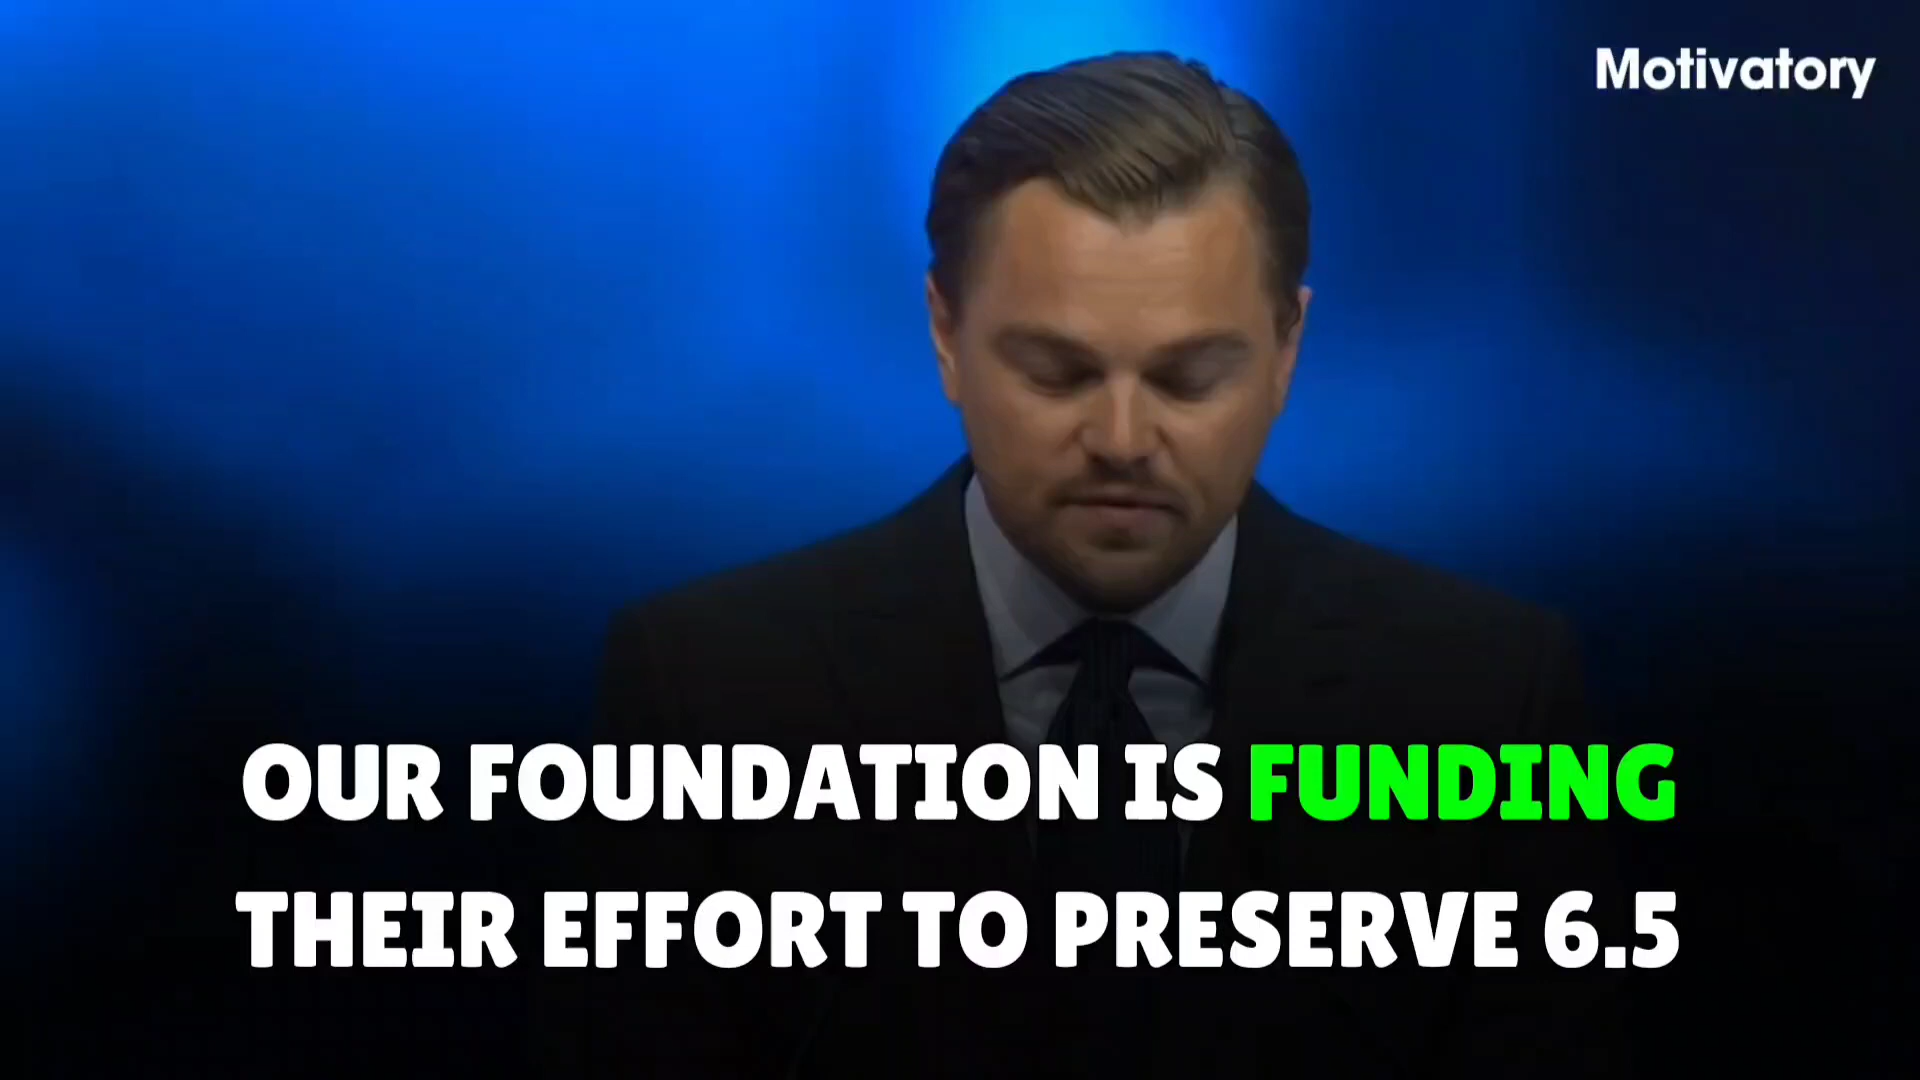 Motivatory
OUR FOUNDATION IS FUNDING
THEIR EFFORT TO PRESERVE 6.5